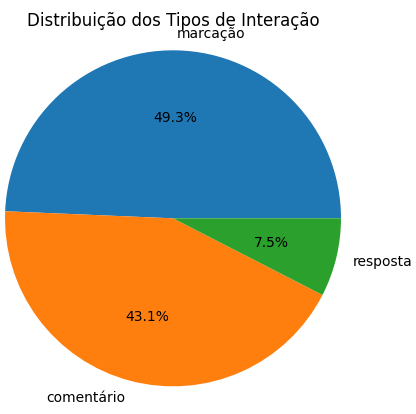 Distribuição dos Tipos de Interação
marcação
49.3%
7.5%
resposta
43.1%
comentário